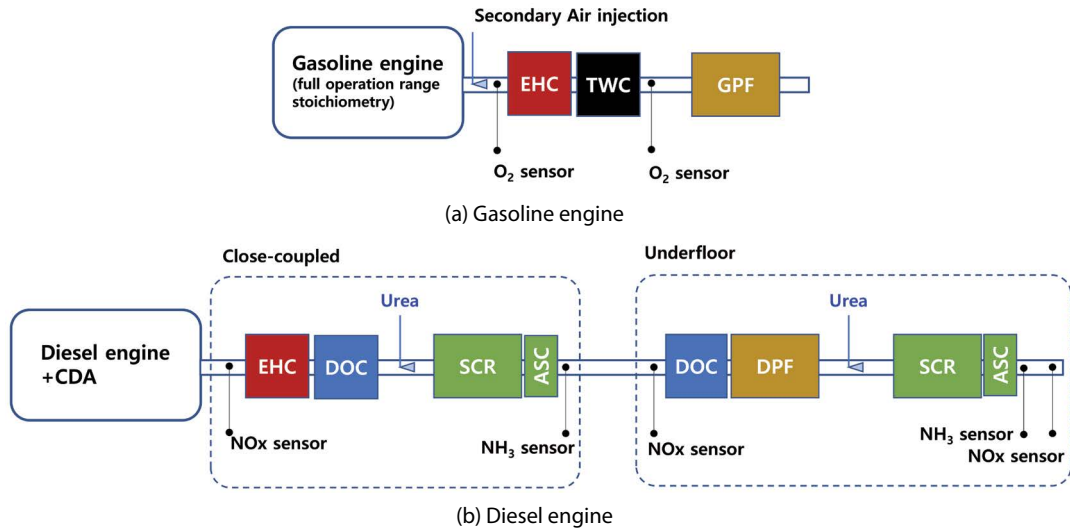 Secondary Air injection
Gasoline engine
(full operation range
stoichiometry)
EHC
TWC
GPF
O₂ sensor
O₂ sensor
(a) Gasoline engine
Close-coupled
Underfloor
Urea
Urea
Diesel engine
+CDA
EHC
DOC
SCR
ASC
DOC
DPF
SCR
ASC
NOx sensor
NH₃ sensor
NOx sensor
NH₃ sensor
NOx sensor
(b) Diesel engine